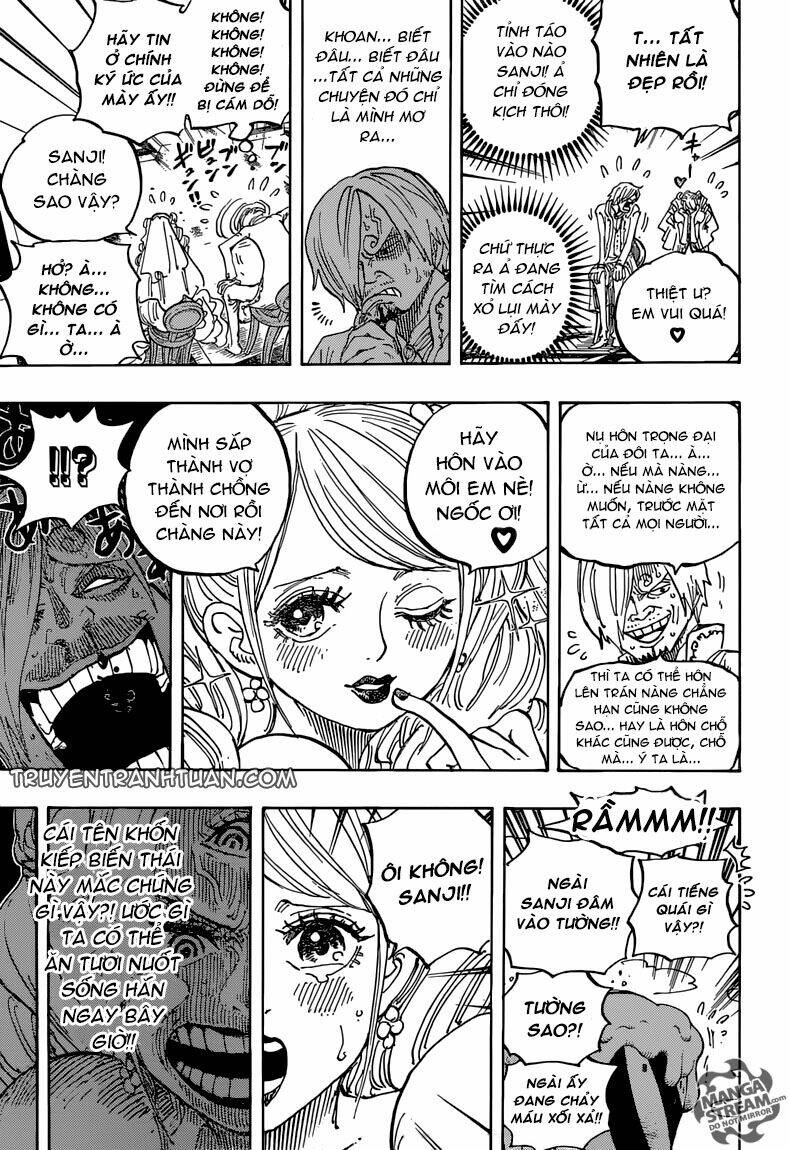 T... TẤT
NHIÊN LÀ
ĐẸP RỒI!
THIỆT Ư?
EM VUI QUÁ!
TỈNH TÁO
VÀO NÀO
SANJI! Ả
CHỈ ĐÓNG
KỊCH THÔI!
CHỨ THỰC
RA Ả ĐANG
TÌM CÁCH
XỎ LỤI MÀY
ĐẤY!
KHOAN... BIẾT
ĐÂU... BIẾT ĐÂU
...TẤT CẢ NHỮNG
CHUYỆN ĐÓ CHỈ
LÀ MÌNH MƠ
RA...
KHÔNG!
KHÔNG!
KHÔNG!
KHÔNG!
ĐỪNG ĐỂ
BỊ CÁM DỖ!
HÃY TIN
Ở CHÍNH
KÝ ỨC CỦA
MÀY ẤY!!
SANJI!
CHÀNG
SAO VẬY?
HỞ? À...
KHÔNG...
KHÔNG CÓ
GÌ... TA... À
Ờ...
NỤ HÔN TRỌNG ĐẠI
CỦA ĐÔI TA... À...
Ờ... NẾU MÀ NÀNG...
Ừ... NẾU NÀNG KHÔNG
MUỐN, TRƯỚC MẶT
TẤT CẢ MỌI NGƯỜI...
THÌ TA CÓ THỂ HÔN
LÊN TRÁN NÀNG CHẲNG
HẠN CŨNG KHÔNG
SAO... HAY LÀ HÔN CHỖ
KHÁC CŨNG ĐƯỢC, CHỖ
MÀ... Ý TA LÀ...
HÃY
HÔN VÀO
MÔI EM NÈ!
NGỐC ƠI!
MÌNH SẮP
THÀNH VỢ
THÀNH CHỒNG
ĐẾN NƠI RỒI
CHÀNG NÀY!
!!?
TRUYENTRANHTUAN.COM
RẦMMM!!
CÁI TIẾNG
QUÁI GÌ
VẬY?!
NGÀI
SANJI ĐÂM
VÀO TƯỜNG!!
TƯỜNG
SAO?!
NGÀI ẤY
ĐANG CHẢY
MÁU XỐI XẢ!!
ÔI KHÔNG!
SANJI!!
CÁI TÊN KHỐN
KIẾP BIẾN THÁI
NÀY MẮC CHỨNG
GÌ VẬY?! ƯỚC GÌ
TA CÓ THỂ
ĂN TƯƠI NUỐT
SỐNG HẮN
NGAY BÂY
GIỜ!!
MANGA
STREAM.com
DO NOT MIRROR